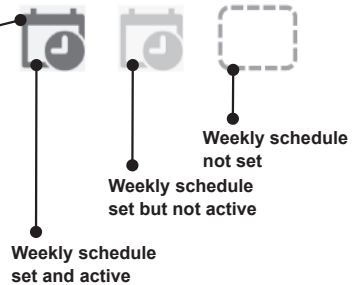 Weekly schedule
not set
Weekly schedule
set but not active
Weekly schedule
set and active